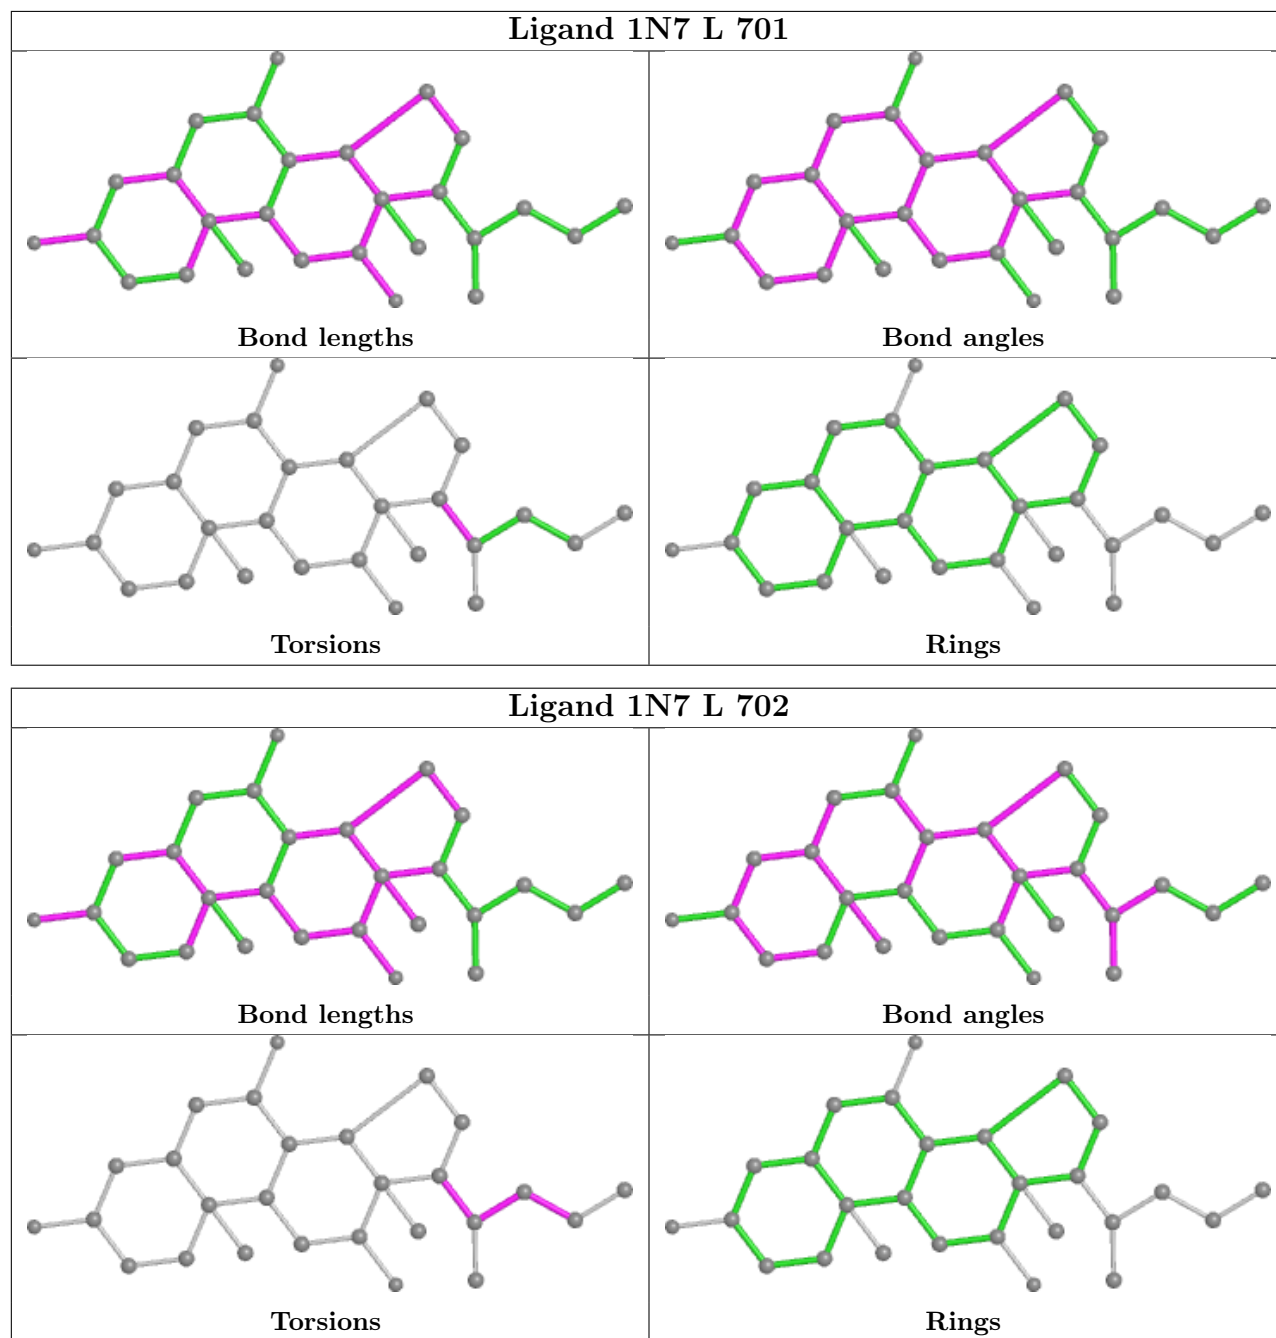 Ligand 1N7 L 701
Bond lengths
Bond angles
Torsions
Rings
Ligand 1N7 L 702
Bond lengths
Bond angles
Torsions
Rings